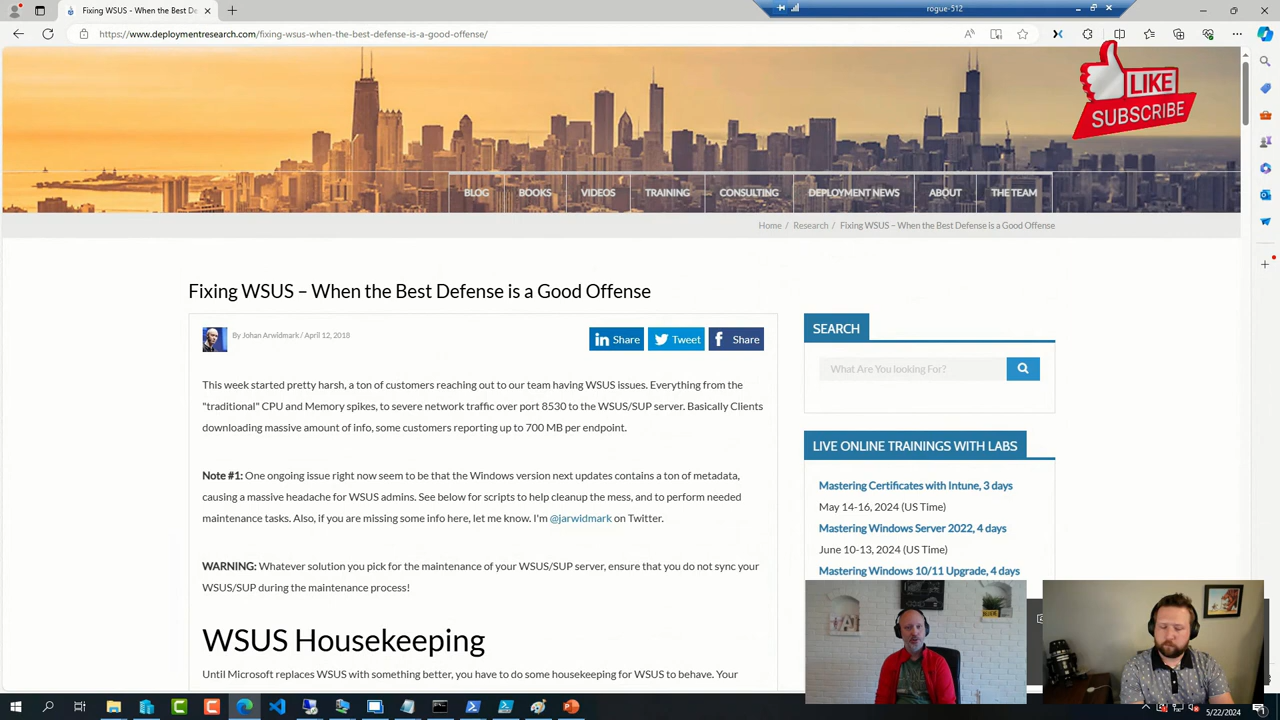 Fixing WSUS – When the Best Def
rogue-512
https://www.deploymentresearch.com/fixing-wsus-when-the-best-defense-is-a-good-offense/
LIKE
SUBSCRIBE
BLOG
BOOKS
VIDEOS
TRAINING
CONSULTING
DEPLOYMENT NEWS
ABOUT
THE TEAM
Home / Research / Fixing WSUS – When the Best Defense is a Good Offense
Fixing WSUS – When the Best Defense is a Good Offense
By Johan Arwidmark / April 12, 2018
Share
Tweet
Share
This week started pretty harsh, a ton of customers reaching out to our team having WSUS issues. Everything from the
"traditional" CPU and Memory spikes, to severe network traffic over port 8530 to the WSUS/SUP server. Basically Clients
downloading massive amount of info, some customers reporting up to 700 MB per endpoint.
Note #1: One ongoing issue right now seem to be that the Windows version next updates contains a ton of metadata,
causing a massive headache for WSUS admins. See below for scripts to help cleanup the mess, and to perform needed
maintenance tasks. Also, if you are missing some info here, let me know. I'm @jarwidmark on Twitter.
WARNING: Whatever solution you pick for the maintenance of your WSUS/SUP server, ensure that you do not sync your
WSUS/SUP during the maintenance process!
WSUS Housekeeping
Until Microsoft replaces WSUS with something better, you have to do some housekeeping for WSUS to behave. Your
SEARCH
What Are You looking For?
LIVE ONLINE TRAININGS WITH LABS
Mastering Certificates with Intune, 3 days
May 14-16, 2024 (US Time)
Mastering Windows Server 2022, 4 days
June 10-13, 2024 (US Time)
Mastering Windows 10/11 Upgrade, 4 days
5/22/2024